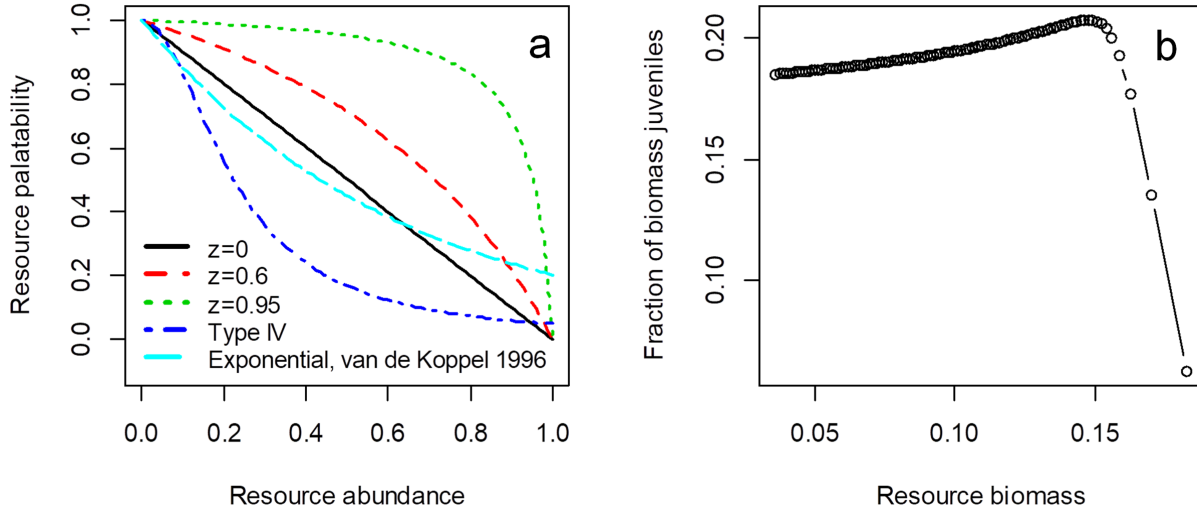 a
Resource palatability
1.0
0.8
0.6
0.4
0.2
0.0
z=0
z=0.6
z=0.95
Type IV
Exponential, van de Koppel 1996
0.0 0.2 0.4 0.6 0.8 1.0
Resource abundance
b
Fraction of biomass juveniles
0.20
0.15
0.10
0.05 0.10 0.15
Resource biomass